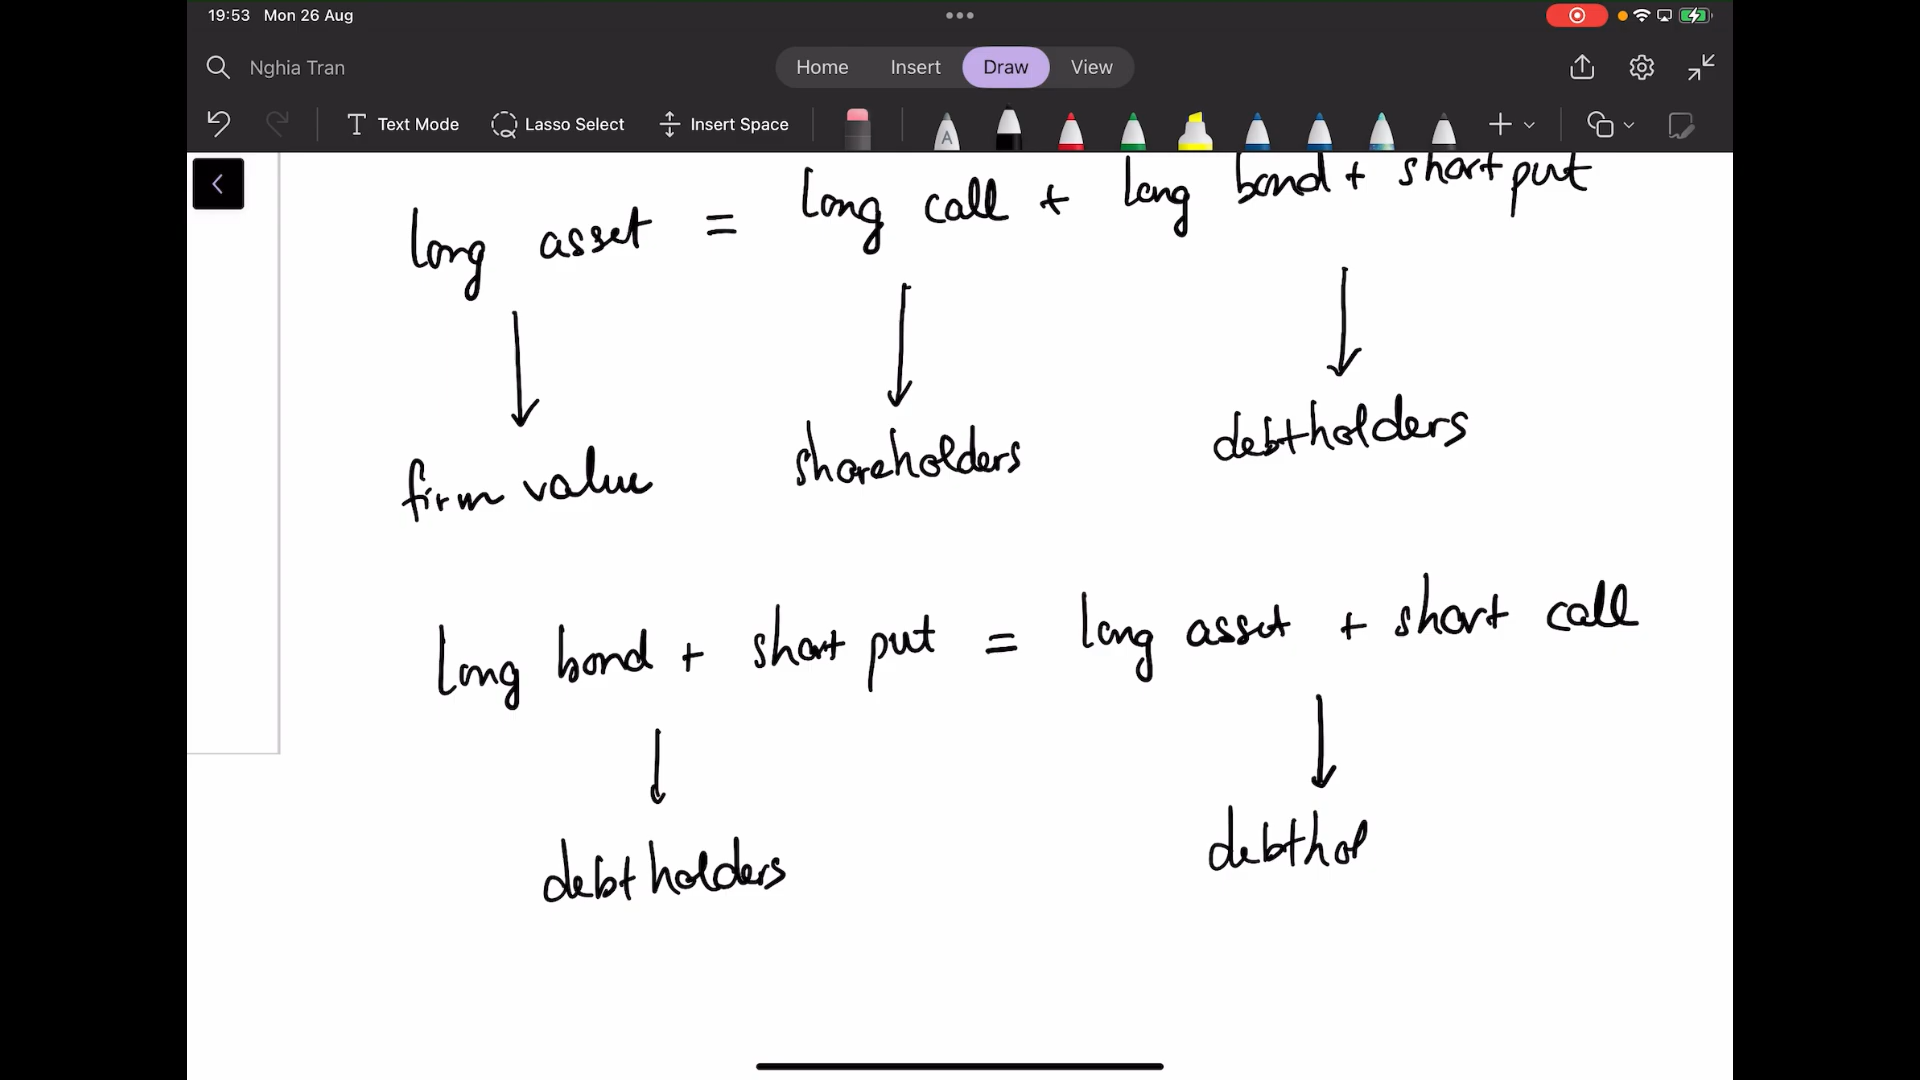 19:53 Mon 26 Aug
Nghia Tran Home Insert Draw View
Text Mode Lasso Select Insert Space A
long asset = long call + long bond + short put
firm value shareholders debtholders
long bond + short put = long asset + short call
debtholders debthol